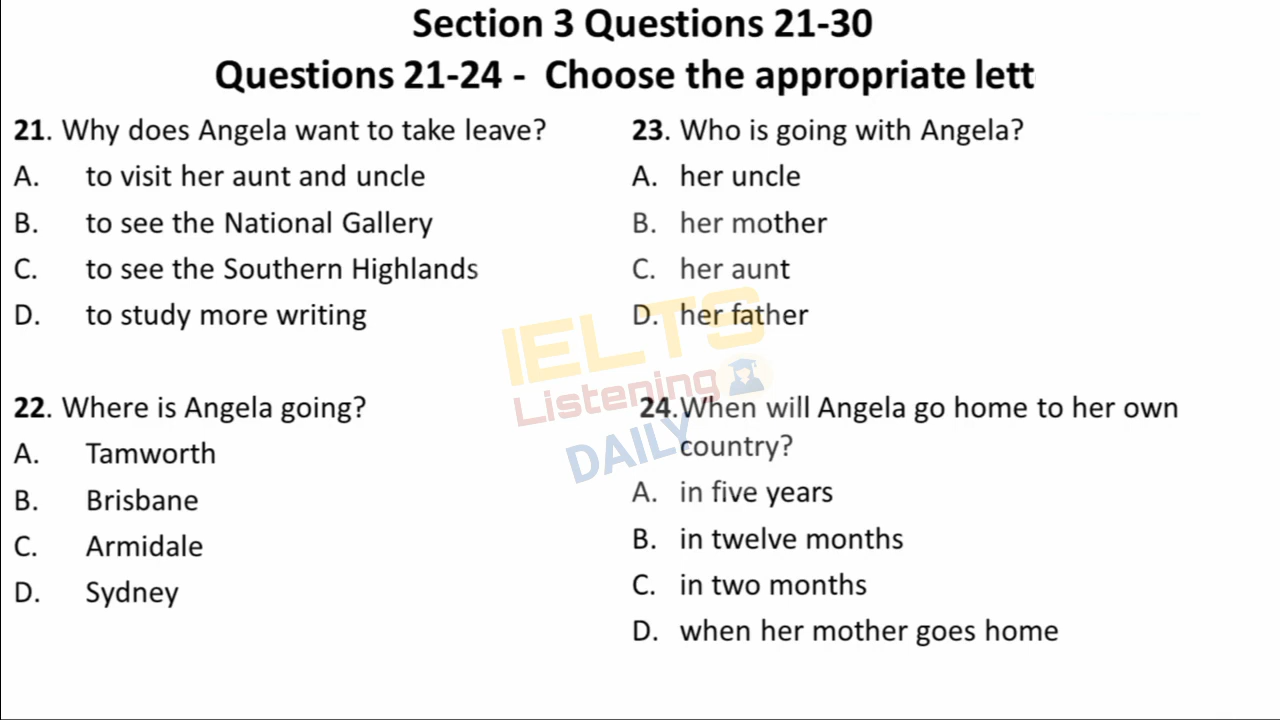 Section 3 Questions 21-30
Questions 21-24 - Choose the appropriate lett
21. Why does Angela want to take leave?
A. to visit her aunt and uncle
B. to see the National Gallery
C. to see the Southern Highlands
D. to study more writing
22. Where is Angela going?
A. Tamworth
B. Brisbane
C. Armidale
D. Sydney
23. Who is going with Angela?
A. her uncle
B. her mother
C. her aunt
D. her father
24. When will Angela go home to her own
country?
A. in five years
B. in twelve months
C. in two months
D. when her mother goes home
IELTS
Listening
DAILY